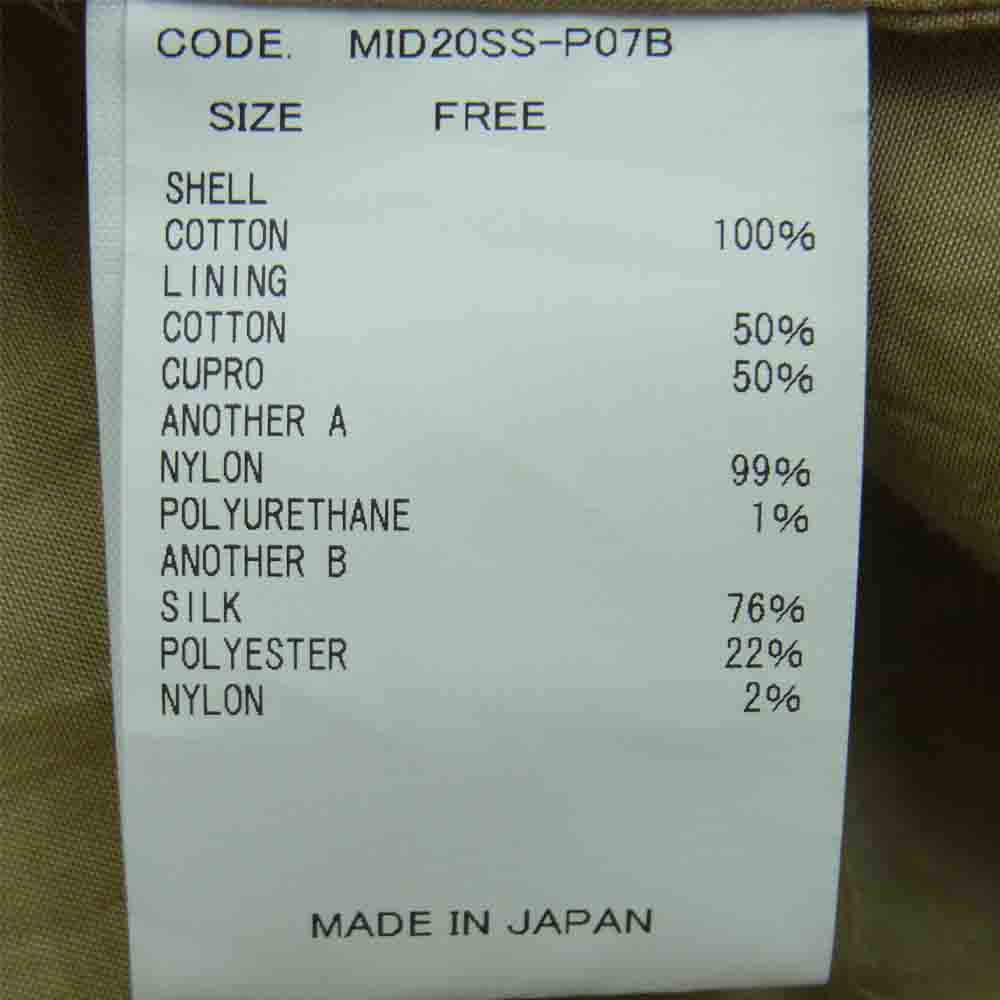 CODE. MID20SS-P07B
SIZE FREE
SHELL
COTTON 100%
LINING
COTTON 50%
CUPRO 50%
ANOTHER A
NYLON 99%
POLYURETHANE 1%
ANOTHER B
SILK 76%
POLYESTER 22%
NYLON 2%
MADE IN JAPAN